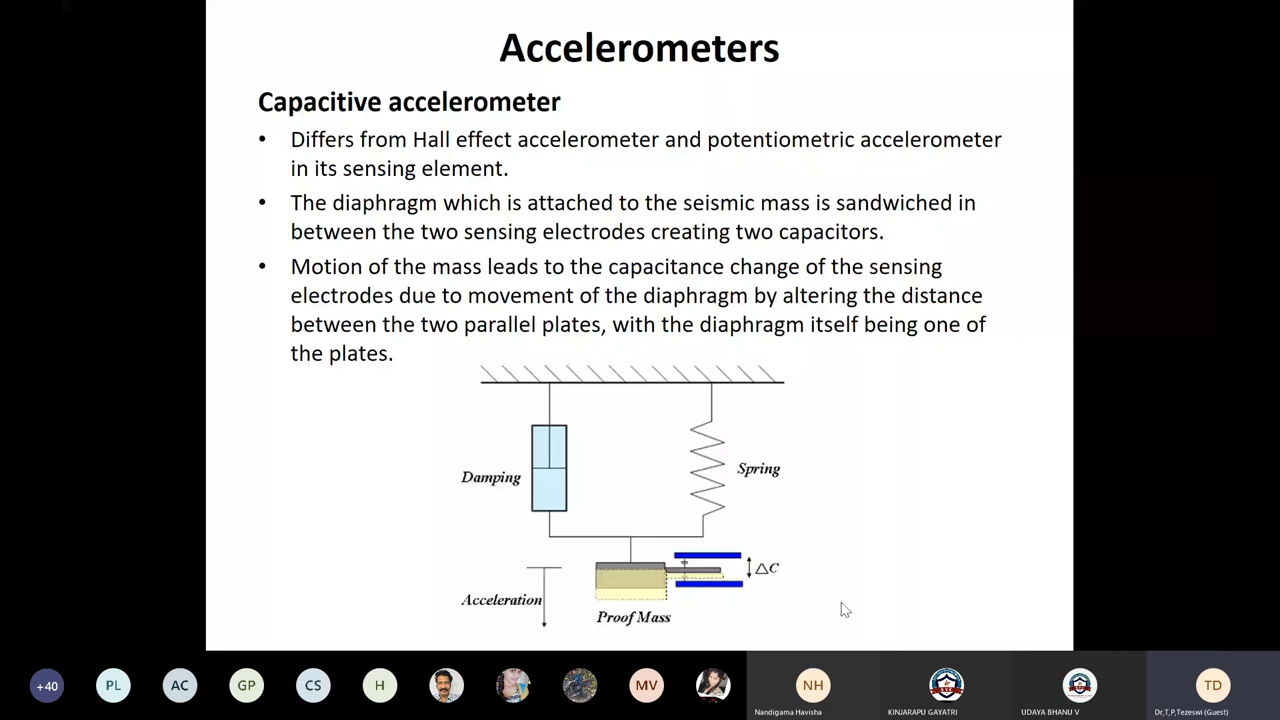 Accelerometers
Capacitive accelerometer
• Differs from Hall effect accelerometer and potentiometric accelerometer
in its sensing element.
• The diaphragm which is attached to the seismic mass is sandwiched in
between the two sensing electrodes creating two capacitors.
• Motion of the mass leads to the capacitance change of the sensing
electrodes due to movement of the diaphragm by altering the distance
between the two parallel plates, with the diaphragm itself being one of
the plates.
Damping
Spring
△C
Acceleration
Proof Mass
+40
PL
AC
GP
CS
H
MV
NH
TD
Nandigama Havisha
KINJARAPU GAYATRI
UDAYA BHANU V
Dr,T,P,Tezeswi (Guest)